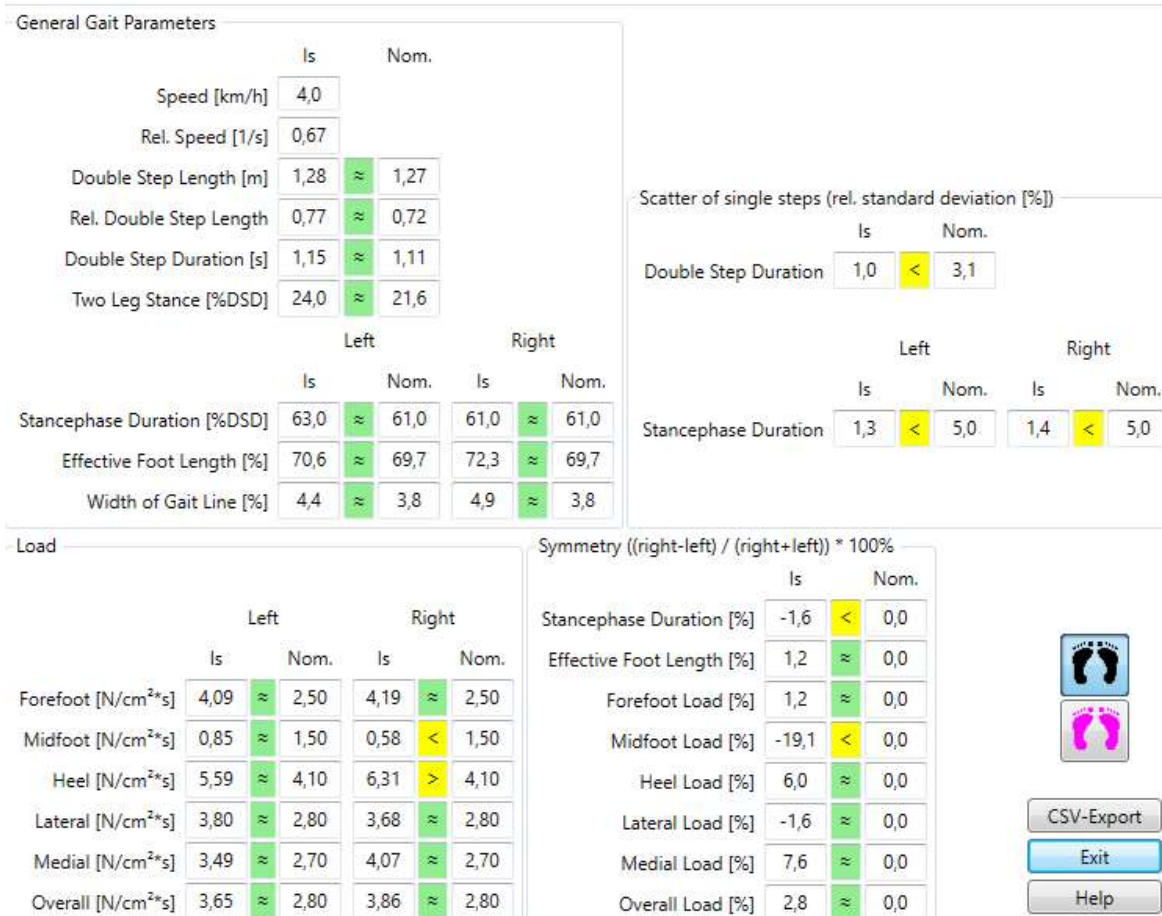 General Gait Parameters
Is Nom.
Speed [km/h] 4,0
Rel. Speed [1/s] 0,67
Double Step Length [m] 1,28 ≈ 1,27
Rel. Double Step Length 0,77 ≈ 0,72
Double Step Duration [s] 1,15 ≈ 1,11
Two Leg Stance [%DSD] 24,0 ≈ 21,6
Left Right
Is Nom. Is Nom.
Stancephase Duration [%DSD] 63,0 ≈ 61,0 61,0 ≈ 61,0
Effective Foot Length [%] 70,6 ≈ 69,7 72,3 ≈ 69,7
Width of Gait Line [%] 4,4 ≈ 3,8 4,9 ≈ 3,8
Scatter of single steps (rel. standard deviation [%])
Is Nom.
Double Step Duration 1,0 < 3,1
Left Right
Is Nom. Is Nom.
Stancephase Duration 1,3 < 5,0 1,4 < 5,0
Load
Left Right
Is Nom. Is Nom.
Forefoot [N/cm²*s] 4,09 ≈ 2,50 4,19 ≈ 2,50
Midfoot [N/cm²*s] 0,85 ≈ 1,50 0,58 < 1,50
Heel [N/cm²*s] 5,59 ≈ 4,10 6,31 > 4,10
Lateral [N/cm²*s] 3,80 ≈ 2,80 3,68 ≈ 2,80
Medial [N/cm²*s] 3,49 ≈ 2,70 4,07 ≈ 2,70
Overall [N/cm²*s] 3,65 ≈ 2,80 3,86 ≈ 2,80
Symmetry ((right-left) / (right+left)) * 100%
Is Nom.
Stancephase Duration [%] -1,6 < 0,0
Effective Foot Length [%] 1,2 ≈ 0,0
Forefoot Load [%] 1,2 ≈ 0,0
Midfoot Load [%] -19,1 < 0,0
Heel Load [%] 6,0 ≈ 0,0
Lateral Load [%] -1,6 ≈ 0,0
Medial Load [%] 7,6 ≈ 0,0
Overall Load [%] 2,8 ≈ 0,0
CSV-Export
Exit
Help